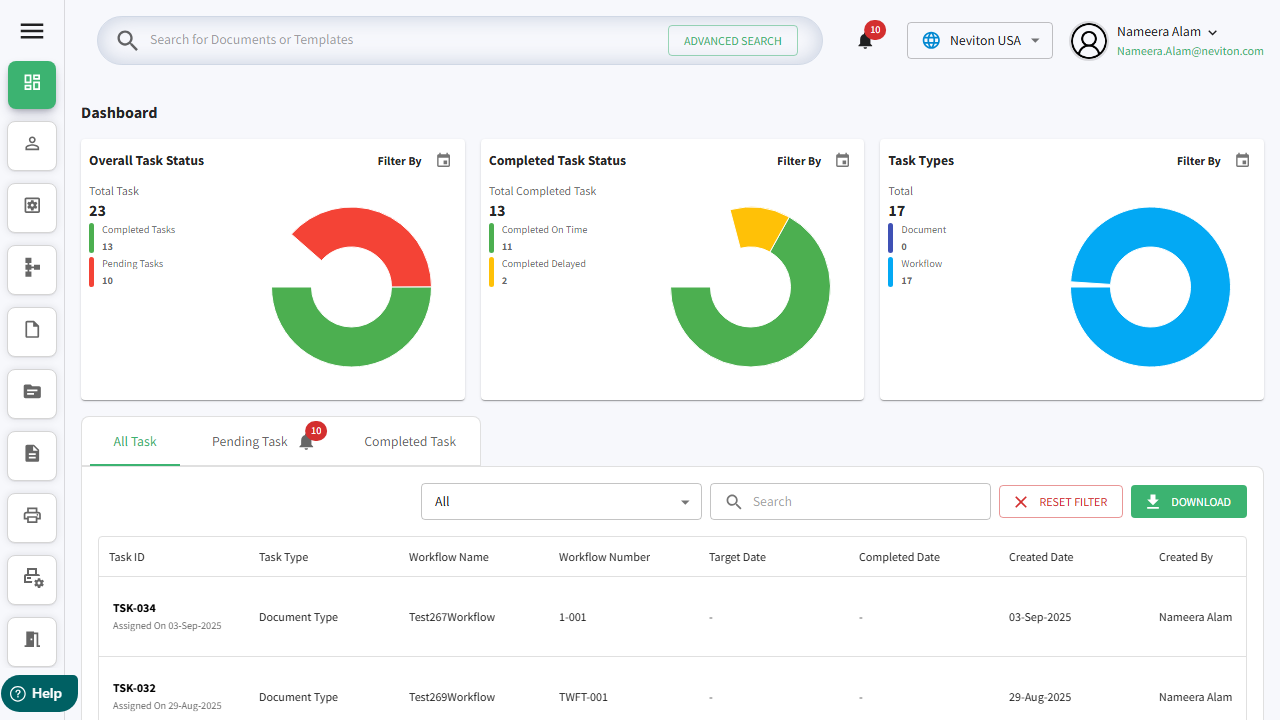 Search for Documents or Templates
ADVANCED SEARCH
10
Neviton USA
Nameera Alam
Nameera.Alam@neviton.com
Dashboard
Overall Task Status
Filter By
Total Task
23
Completed Tasks
13
Pending Tasks
10
Completed Task Status
Filter By
Total Completed Task
13
Completed On Time
11
Completed Delayed
2
Task Types
Filter By
Total
17
Document
0
Workflow
17
All Task
Pending Task
10
Completed Task
All
Search
RESET FILTER
DOWNLOAD
Task ID Task Type Workflow Name Workflow Number Target Date Completed Date Created Date Created By
TSK-034
Assigned On 03-Sep-2025
Document Type Test267Workflow 1-001 - - 03-Sep-2025 Nameera Alam
TSK-032
Assigned On 29-Aug-2025
Document Type Test269Workflow TWFT-001 - - 29-Aug-2025 Nameera Alam
Help